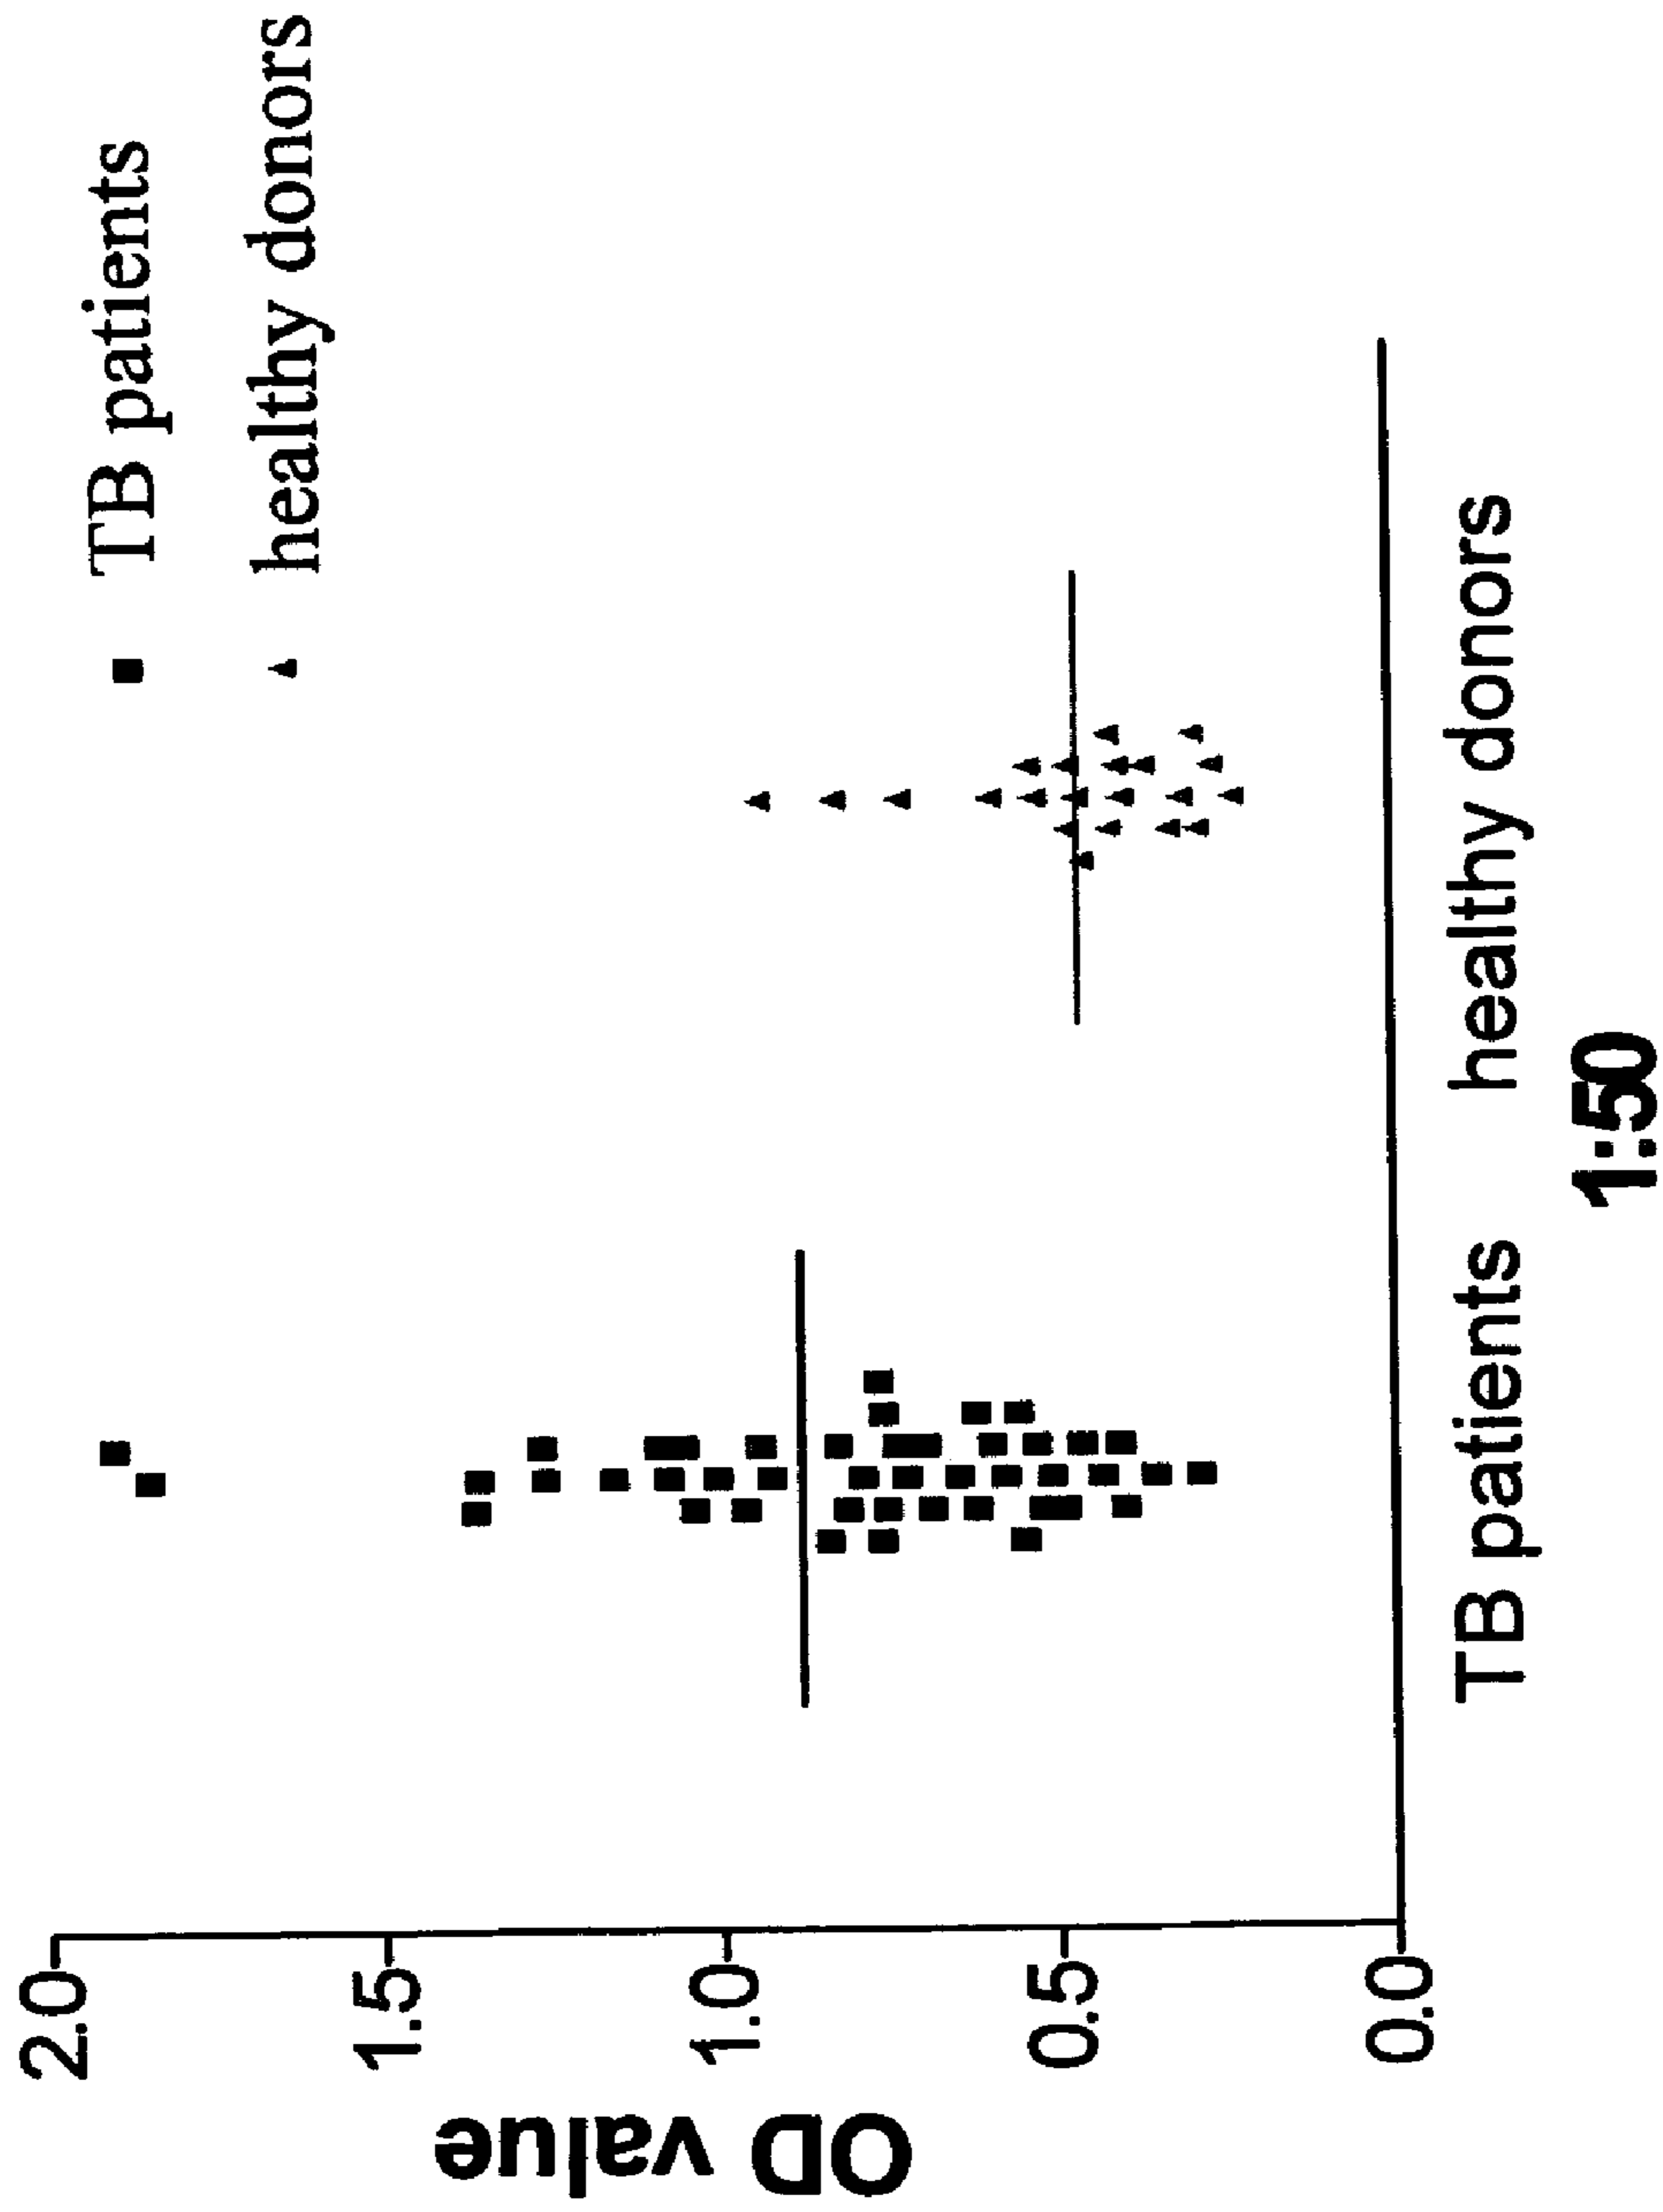 TB patients
healthy donors
OD value
2.0
1.5
1.0
0.5
0.0
TB patients healthy donors
1:50